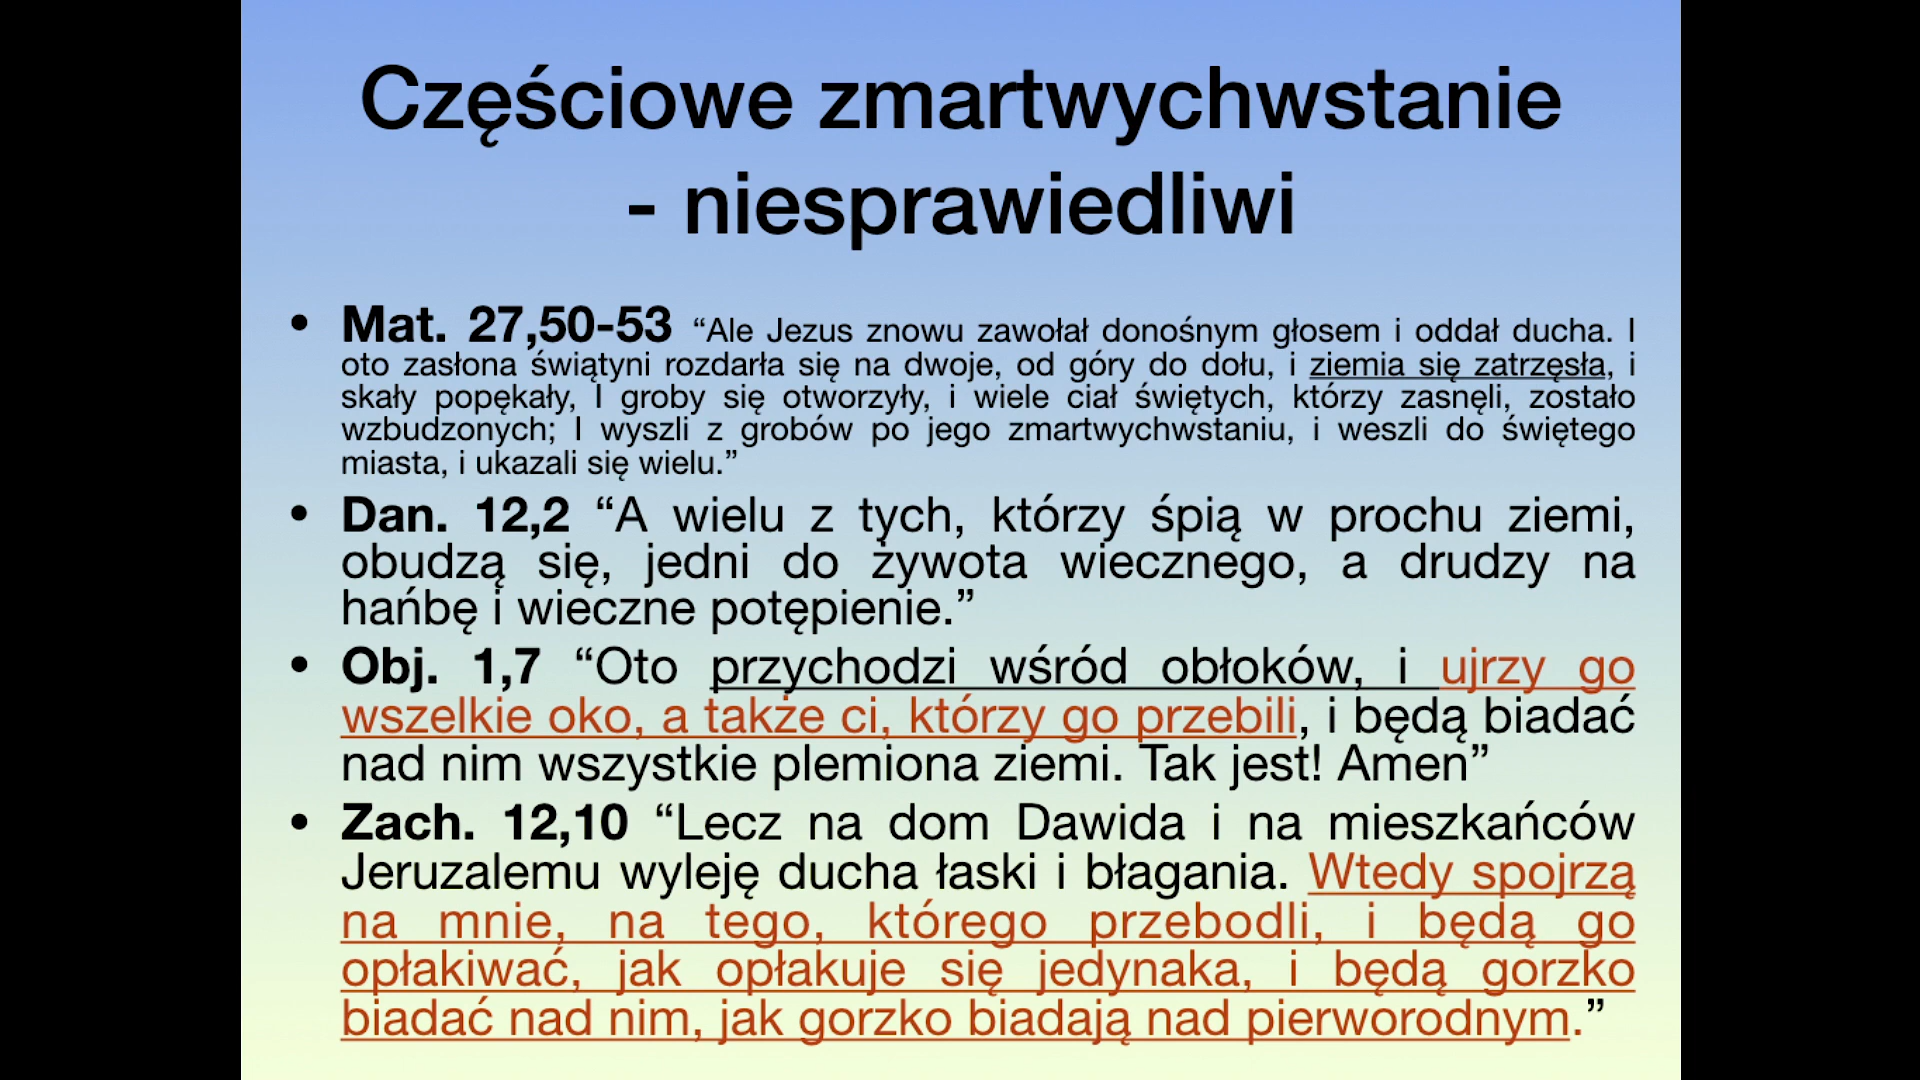 Częściowe zmartwychwstanie
- niesprawiedliwi
• Mat. 27,50-53 “Ale Jezus znowu zawołał donośnym głosem i oddał ducha. I
oto zasłona świątyni rozdarła się na dwoje, od góry do dołu, i ziemia się zatrzęsła, i
skały popękały, I groby się otworzyły, i wiele ciał świętych, którzy zasnęli, zostało
wzbudzonych; I wyszli z grobów po jego zmartwychwstaniu, i weszli do świętego
miasta, i ukazali się wielu.”
• Dan. 12,2 “A wielu z tych, którzy śpią w prochu ziemi,
obudzą się, jedni do żywota wiecznego, a drudzy na
hańbę i wieczne potępienie.”
• Obj. 1,7 “Oto przychodzi wśród obłoków, i ujrzy go
wszelkie oko, a także ci, którzy go przebili, i będą biadać
nad nim wszystkie plemiona ziemi. Tak jest! Amen”
• Zach. 12,10 “Lecz na dom Dawida i na mieszkańców
Jeruzalemu wyleję ducha łaski i błagania. Wtedy spojrzą
na mnie, na tego, którego przebodli, i będą go
opłakiwać, jak opłakuje się jedynaka, i będą gorzko
biadać nad nim, jak gorzko biadają nad pierworodnym.”